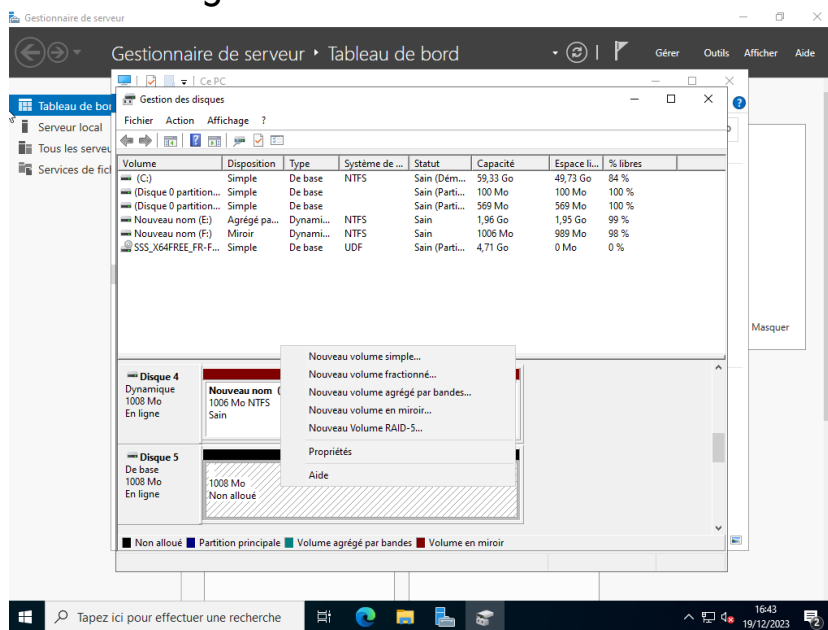 Gestionnaire de serveur
Gestionnaire de serveur ‣ Tableau de bord
Gérer Outils Afficher Aide
Tableau de bor
Serveur local
Tous les serveu
Services de fich
Ce PC
Gestion des disques
Fichier Action Affichage ?
Volume Disposition Type Système de ... Statut Capacité Espace li... % libres
(C:) Simple De base NTFS Sain (Dém... 59,33 Go 49,73 Go 84 %
(Disque 0 partition... Simple De base Sain (Parti... 100 Mo 100 Mo 100 %
(Disque 0 partition... Simple De base Sain (Parti... 569 Mo 569 Mo 100 %
Nouveau nom (E:) Agrégé pa... Dynami... NTFS Sain 1,96 Go 1,95 Go 99 %
Nouveau nom (F:) Miroir Dynami... NTFS Sain 1006 Mo 989 Mo 98 %
SSS_X64FREE_FR-F... Simple De base UDF Sain (Parti... 4,71 Go 0 Mo 0 %
Masquer
Nouveau volume simple...
Nouveau volume fractionné...
Nouveau volume agrégé par bandes...
Nouveau volume en miroir...
Nouveau Volume RAID-5...
Propriétés
Aide
Disque 4
Dynamique
1008 Mo
En ligne
Nouveau nom (
1006 Mo NTFS
Sain
Disque 5
De base
1008 Mo
En ligne
1008 Mo
Non alloué
Non alloué Partition principale Volume agrégé par bandes Volume en miroir
Tapez ici pour effectuer une recherche
16:43
19/12/2023
2